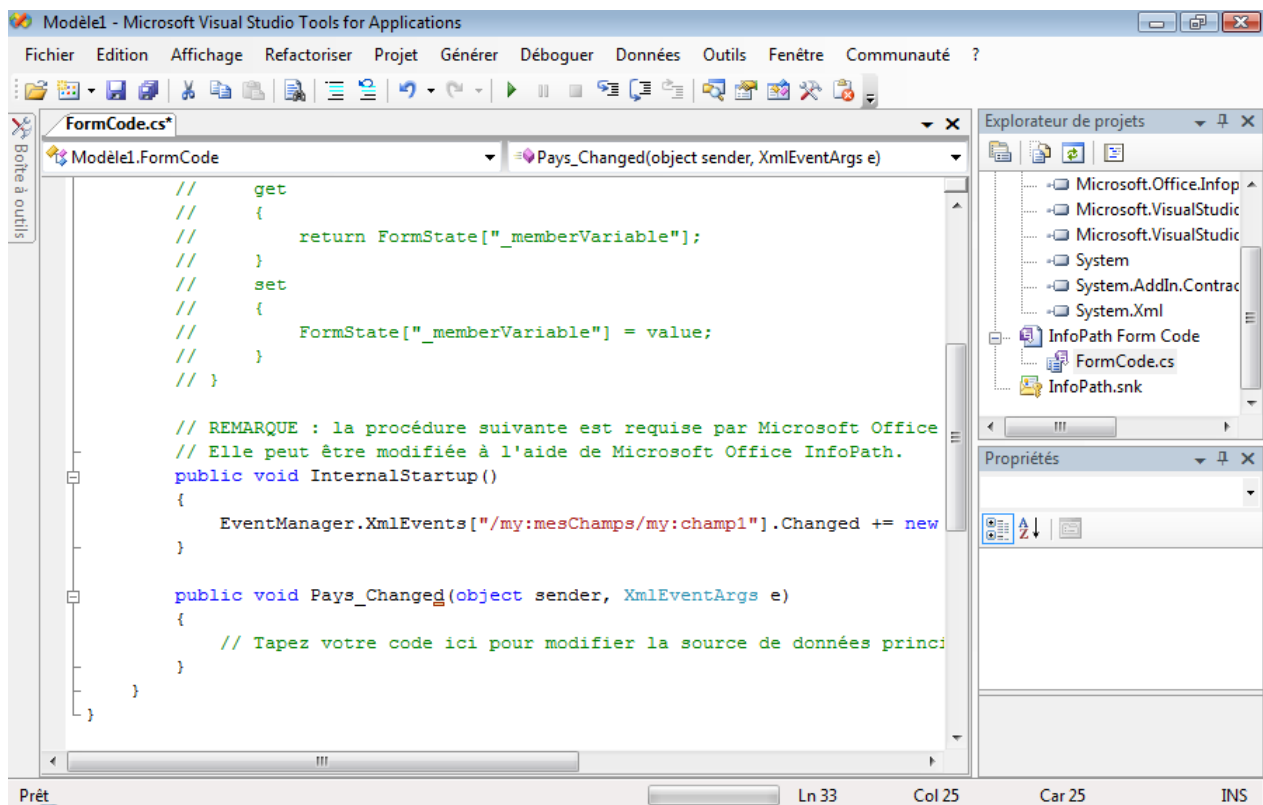 Modèle1 - Microsoft Visual Studio Tools for Applications
Fichier Edition Affichage Refactoriser Projet Générer Déboguer Données Outils Fenêtre Communauté ?
Boîte à outils
FormCode.cs*
Modèle1.FormCode
Pays_Changed(object sender, XmlEventArgs e)
// get
// {
// return FormState["_memberVariable"];
// }
// set
// {
// FormState["_memberVariable"] = value;
// }
// }
// REMARQUE : la procédure suivante est requise par Microsoft Office
// Elle peut être modifiée à l'aide de Microsoft Office InfoPath.
public void InternalStartup()
{
EventManager.XmlEvents["/my:mesChamps/my:champ1"].Changed += new
}
public void Pays_Changed(object sender, XmlEventArgs e)
{
// Tapez votre code ici pour modifier la source de données princi
}
}
}
Explorateur de projets
Microsoft.Office.Infop
Microsoft.VisualStudic
Microsoft.VisualStudic
System
System.AddIn.Contrac
System.Xml
InfoPath Form Code
FormCode.cs
InfoPath.snk
Propriétés
Prêt
Ln 33 Col 25 Car 25 INS